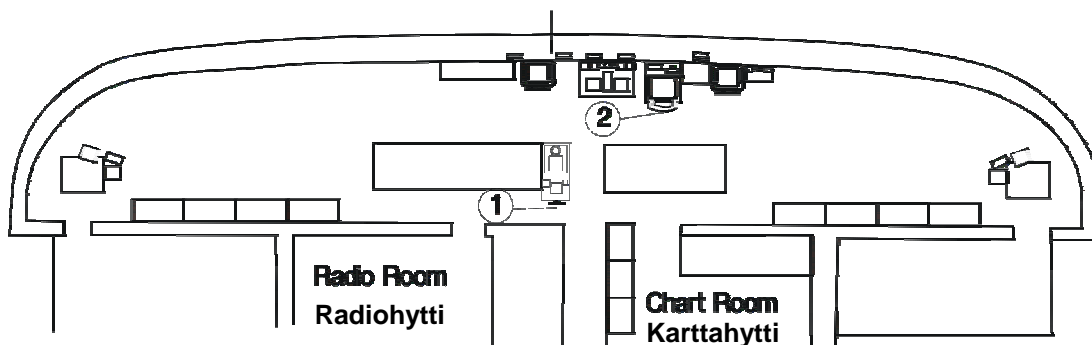 2
1
Radio Room
Radiohytti
Chart Room
Karttahytti